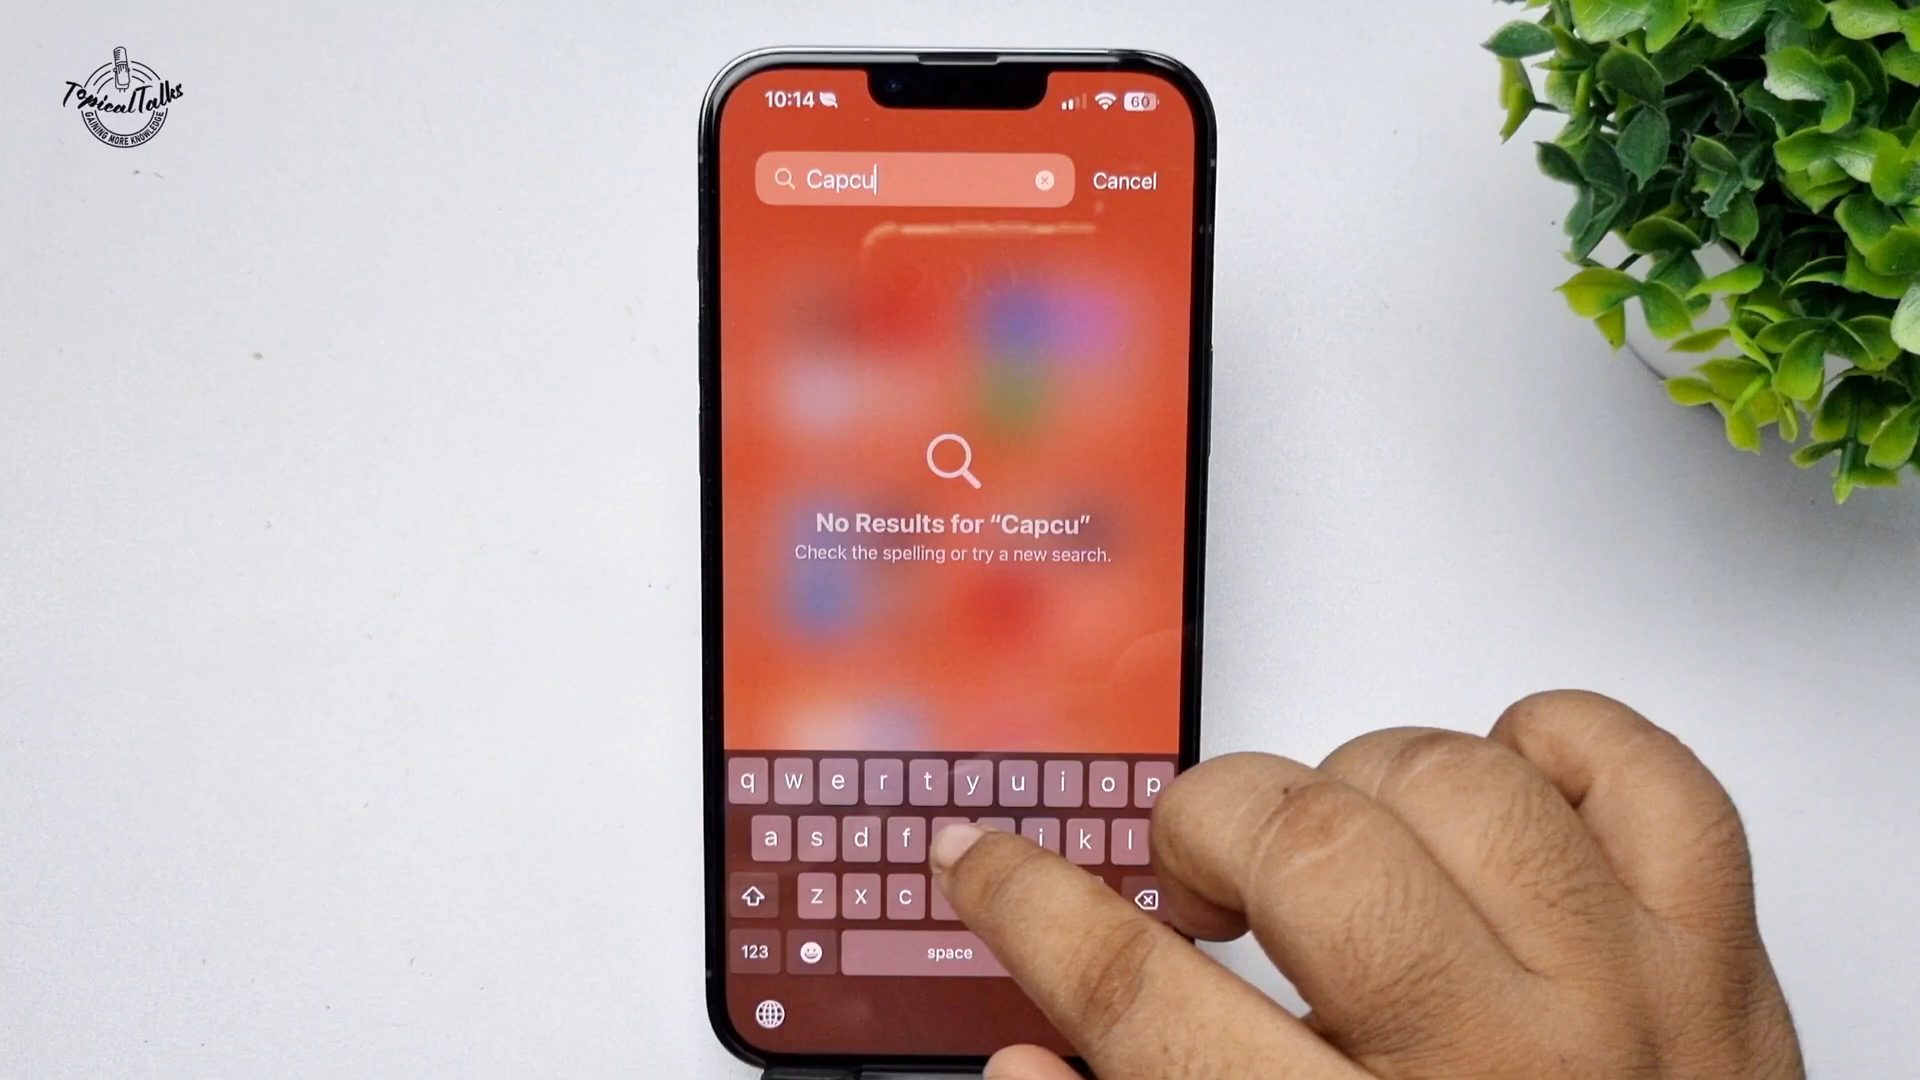 TopicalTalks
GAINING MORE KNOWLEDGE
10:14
60
Capcu
Cancel
No Results for “Capcu”
Check the spelling or try a new search.
q w e r t y u i o p
a s d f j k l
z x c
123 space